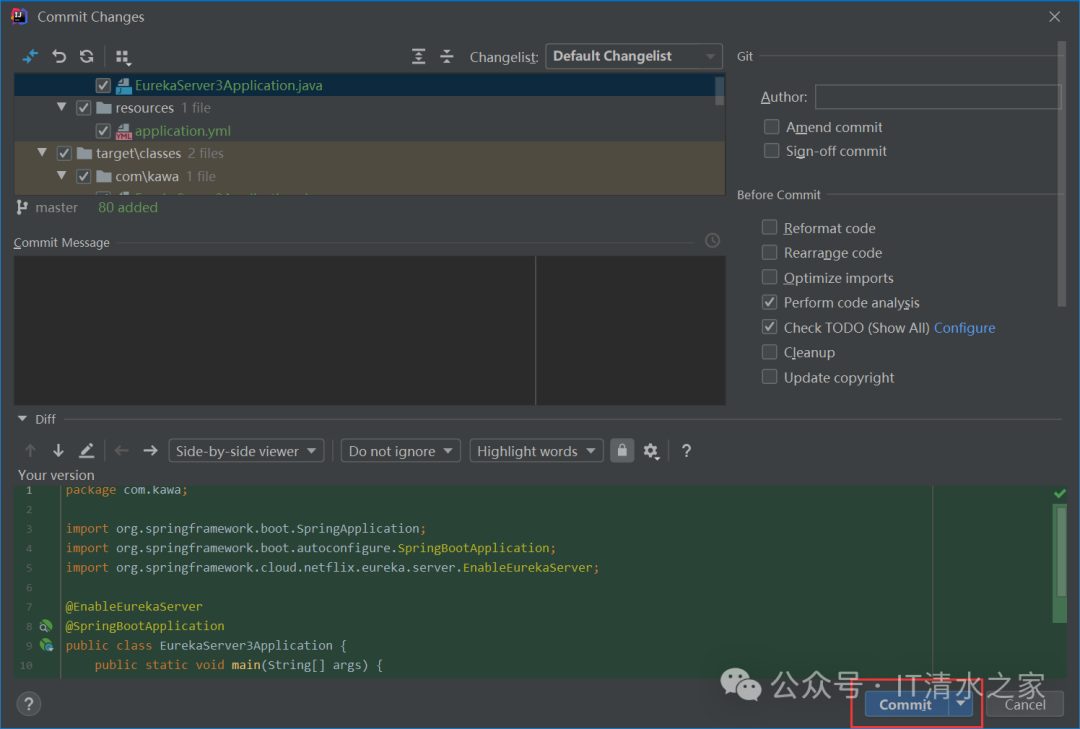 Commit Changes
Changelist: Default Changelist
EurekaServer3Application.java
resources 1 file
application.yml
target\classes 2 files
com\kawa 1 file
master 80 added
Commit Message
Git
Author:
Amend commit
Sign-off commit
Before Commit
Reformat code
Rearrange code
Optimize imports
Perform code analysis
Check TODO (Show All) Configure
Cleanup
Update copyright
Diff
Side-by-side viewer Do not ignore Highlight words ?
Your version
1 package com.kawa;
2
3 import org.springframework.boot.SpringApplication;
4 import org.springframework.boot.autoconfigure.SpringBootApplication;
5 import org.springframework.cloud.netflix.eureka.server.EnableEurekaServer;
6
7 @EnableEurekaServer
8 @SpringBootApplication
9 public class EurekaServer3Application {
10 public static void main(String[] args) {
公众号 · IT清水之家
? Commit Cancel